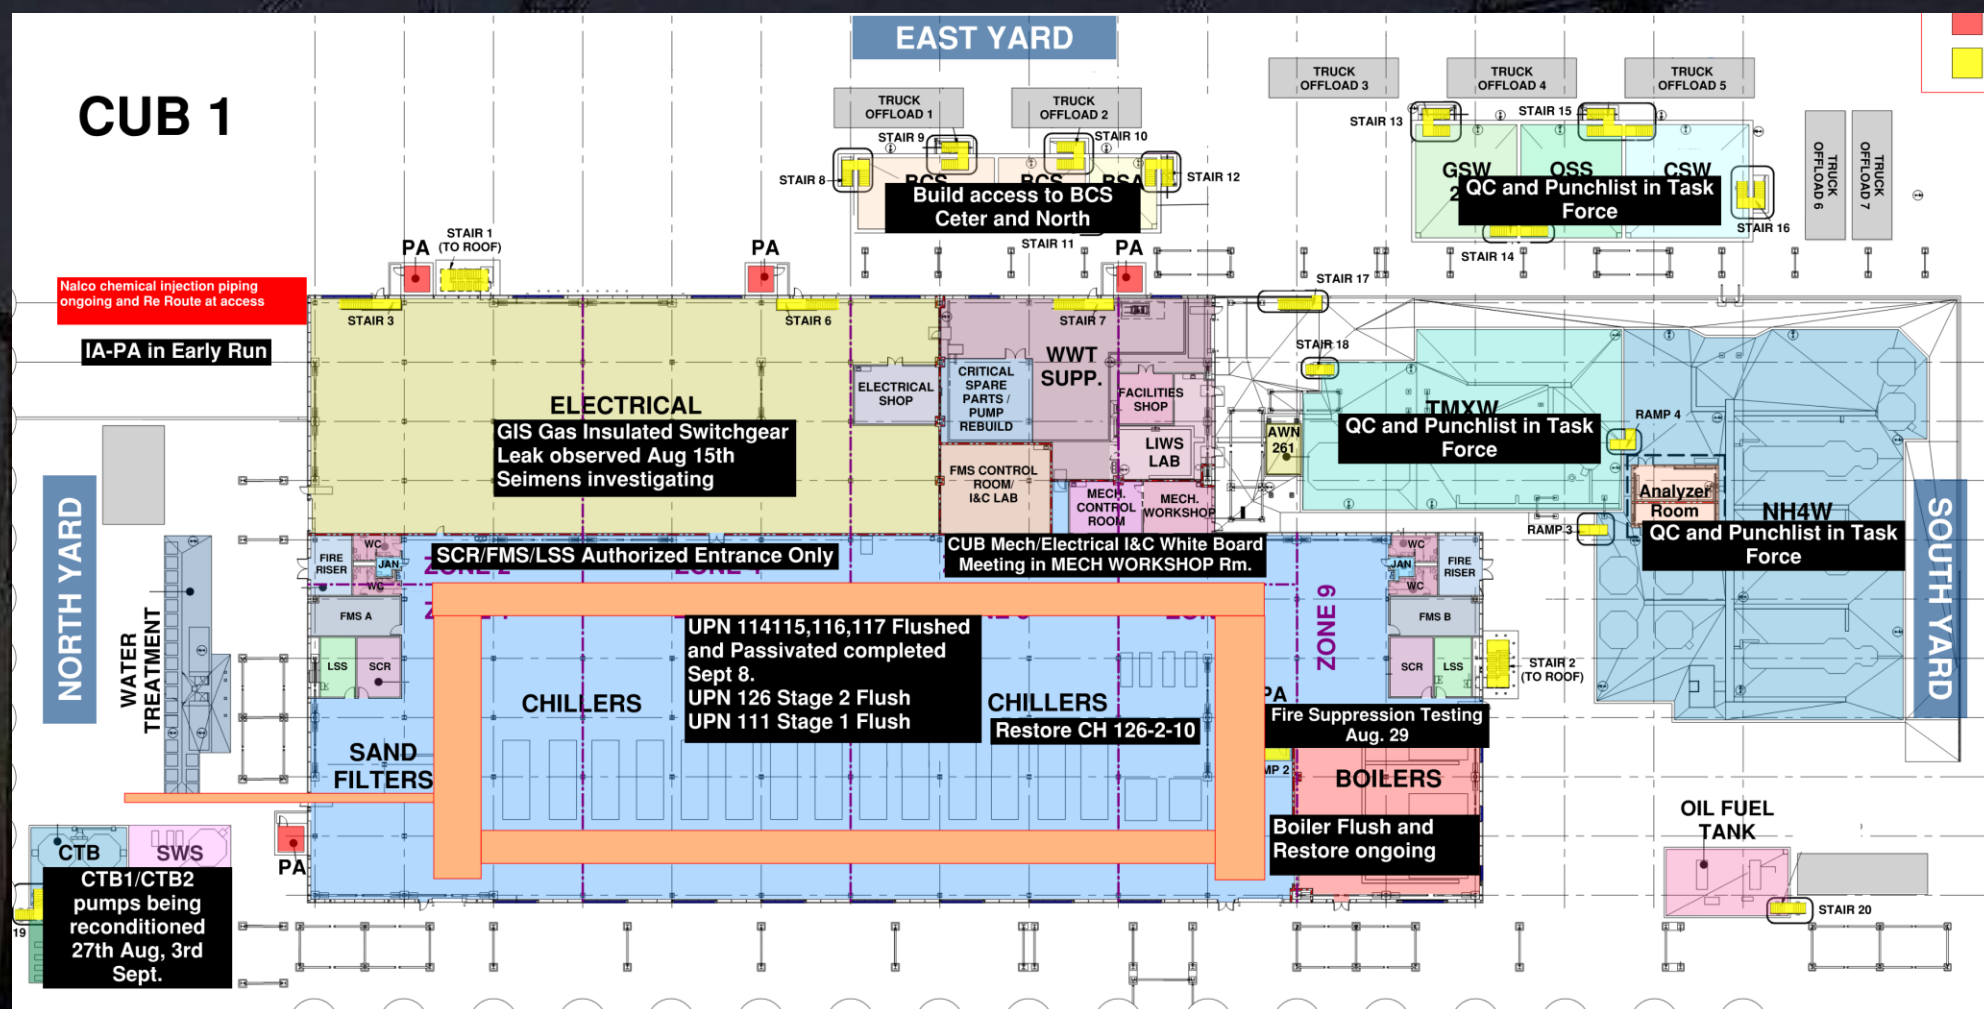 EAST YARD
CUB 1
TRUCK
OFFLOAD 1
TRUCK
OFFLOAD 2
TRUCK
OFFLOAD 3
TRUCK
OFFLOAD 4
TRUCK
OFFLOAD 5
TRUCK
OFFLOAD 6
TRUCK
OFFLOAD 7
STAIR 8
STAIR 9
STAIR 10
STAIR 12
STAIR 13
STAIR 15
BCS
BCS
BSA
Build access to BCS
Ceter and North
STAIR 11
GSW
OSS
CSW
QC and Punchlist in Task
Force
STAIR 16
STAIR 14
PA
STAIR 1
(TO ROOF)
PA
PA
STAIR 17
Nalco chemical injection piping
ongoing and Re Route at access
IA-PA in Early Run
STAIR 3
STAIR 6
STAIR 7
STAIR 18
ELECTRICAL
GIS Gas Insulated Switchgear
Leak observed Aug 15th
Seimens investigating
ELECTRICAL
SHOP
CRITICAL
SPARE
PARTS /
PUMP
REBUILD
WWT
SUPP.
FACILITIES
SHOP
LIWS
LAB
FMS CONTROL
ROOM/
I&C LAB
MECH.
CONTROL
ROOM
MECH.
WORKSHOP
AWN
261
TMXW
QC and Punchlist in Task
Force
RAMP 4
Analyzer
Room
RAMP 3
NH4W
QC and Punchlist in Task
Force
NORTH YARD
SOUTH YARD
WATER
TREATMENT
FIRE
RISER
WC
JAN
WC
FMS A
LSS
SCR
SCR/FMS/LSS Authorized Entrance Only
CUB Mech/Electrical I&C White Board
Meeting in MECH WORKSHOP Rm.
ZONE 9
WC
JAN
WC
FIRE
RISER
FMS B
SCR
LSS
STAIR 2
(TO ROOF)
UPN 114115,116,117 Flushed
and Passivated completed
Sept 8.
UPN 126 Stage 2 Flush
UPN 111 Stage 1 Flush
CHILLERS
CHILLERS
Restore CH 126-2-10
PA
Fire Suppression Testing
Aug. 29
SAND
FILTERS
MP 2
BOILERS
Boiler Flush and
Restore ongoing
OIL FUEL
TANK
STAIR 20
PA
CTB
SWS
CTB1/CTB2
pumps being
reconditioned
27th Aug, 3rd
Sept.
19